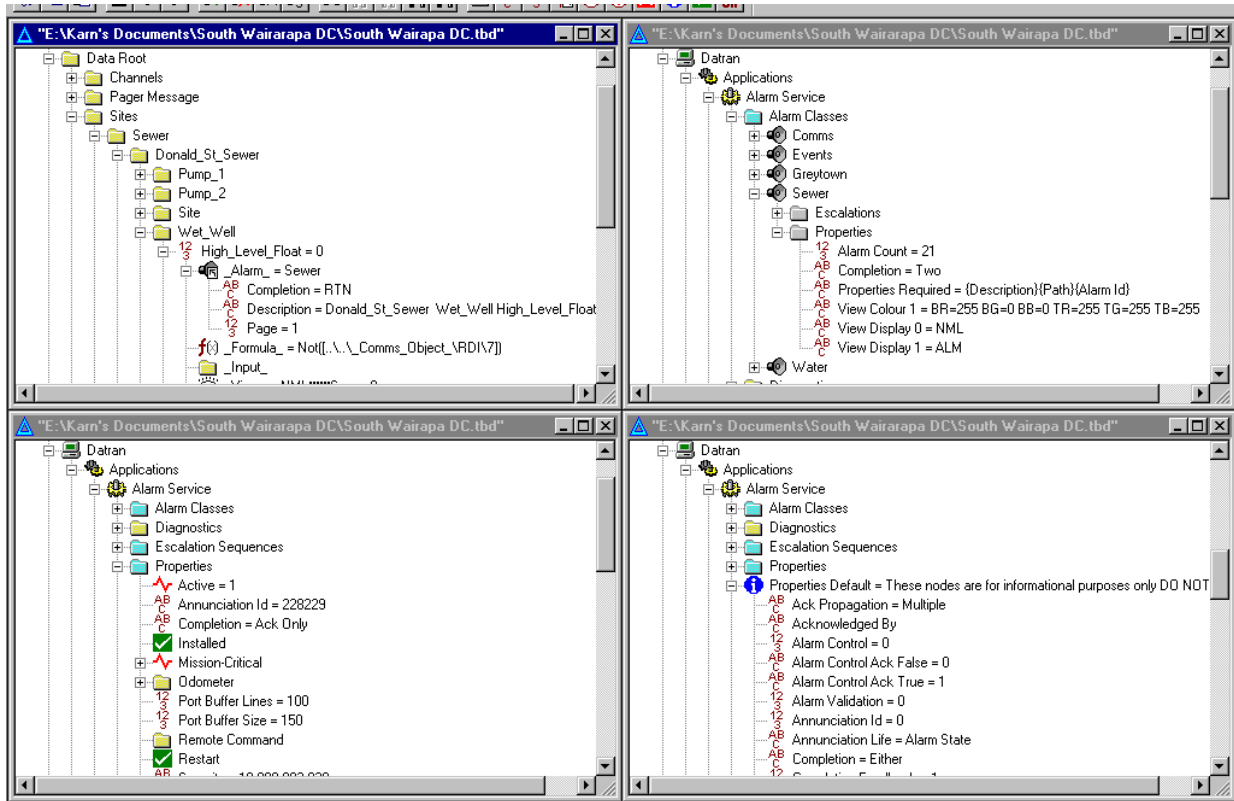 "E:\Karn's Documents\South Wairarapa DC\South Wairapa DC.tbd"
Data Root
Channels
Pager Message
Sites
Sewer
Donald_St_Sewer
Pump_1
Pump_2
Site
Wet_Well
High_Level_Float = 0
_Alarm_ = Sewer
Completion = RTN
Description = Donald_St_Sewer Wet_Well High_Level_Float
Page = 1
_Formula_ = Not([..\..\_Comms_Object_\RDI\7])
_Input_
"E:\Karn's Documents\South Wairarapa DC\South Wairapa DC.tbd"
Datran
Applications
Alarm Service
Alarm Classes
Comms
Events
Greytown
Sewer
Escalations
Properties
Alarm Count = 21
Completion = Two
Properties Required = {Description}{Path}{Alarm Id}
View Colour 1 = BR=255 BG=0 BB=0 TR=255 TG=255 TB=255
View Display 0 = NML
View Display 1 = ALM
Water
"E:\Karn's Documents\South Wairarapa DC\South Wairapa DC.tbd"
Datran
Applications
Alarm Service
Alarm Classes
Diagnostics
Escalation Sequences
Properties
Active = 1
Annunciation Id = 228229
Completion = Ack Only
Installed
Mission-Critical
Odometer
Port Buffer Lines = 100
Port Buffer Size = 150
Remote Command
Restart
"E:\Karn's Documents\South Wairarapa DC\South Wairapa DC.tbd"
Datran
Applications
Alarm Service
Alarm Classes
Diagnostics
Escalation Sequences
Properties
Properties Default = These nodes are for informational purposes only DO NOT
Ack Propagation = Multiple
Acknowledged By
Alarm Control = 0
Alarm Control Ack False = 0
Alarm Control Ack True = 1
Alarm Validation = 0
Annunciation Id = 0
Annunciation Life = Alarm State
Completion = Either